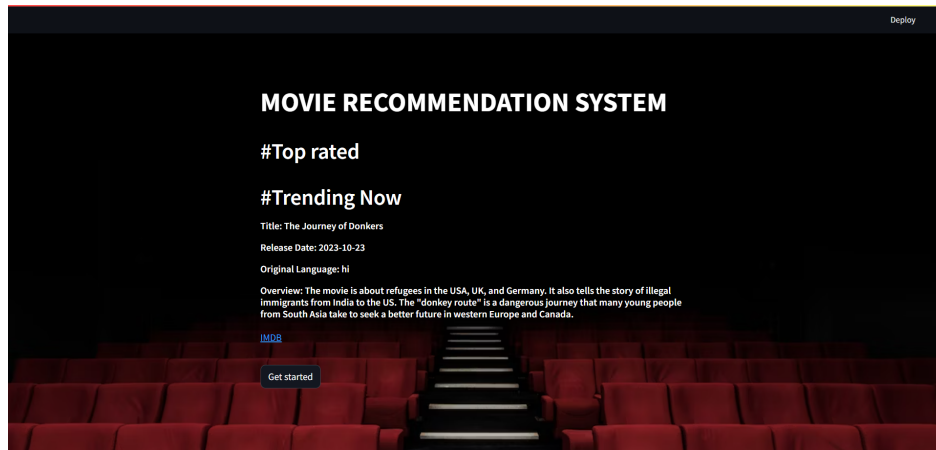 Deploy
MOVIE RECOMMENDATION SYSTEM
#Top rated
#Trending Now
Title: The Journey of Donkers
Release Date: 2023-10-23
Original Language: hi
Overview: The movie is about refugees in the USA, UK, and Germany. It also tells the story of illegal
immigrants from India to the US. The "donkey route" is a dangerous journey that many young people
from South Asia take to seek a better future in western Europe and Canada.
IMDB
Get started